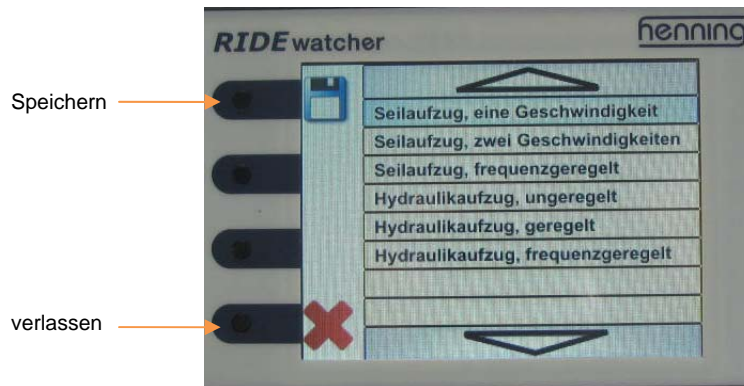 RIDE watcher
henning
Speichern
Seilaufzug, eine Geschwindigkeit
Seilaufzug, zwei Geschwindigkeiten
Seilaufzug, frequenzgeregelt
Hydraulikaufzug, ungeregelt
Hydraulikaufzug, geregelt
Hydraulikaufzug, frequenzgeregelt
verlassen